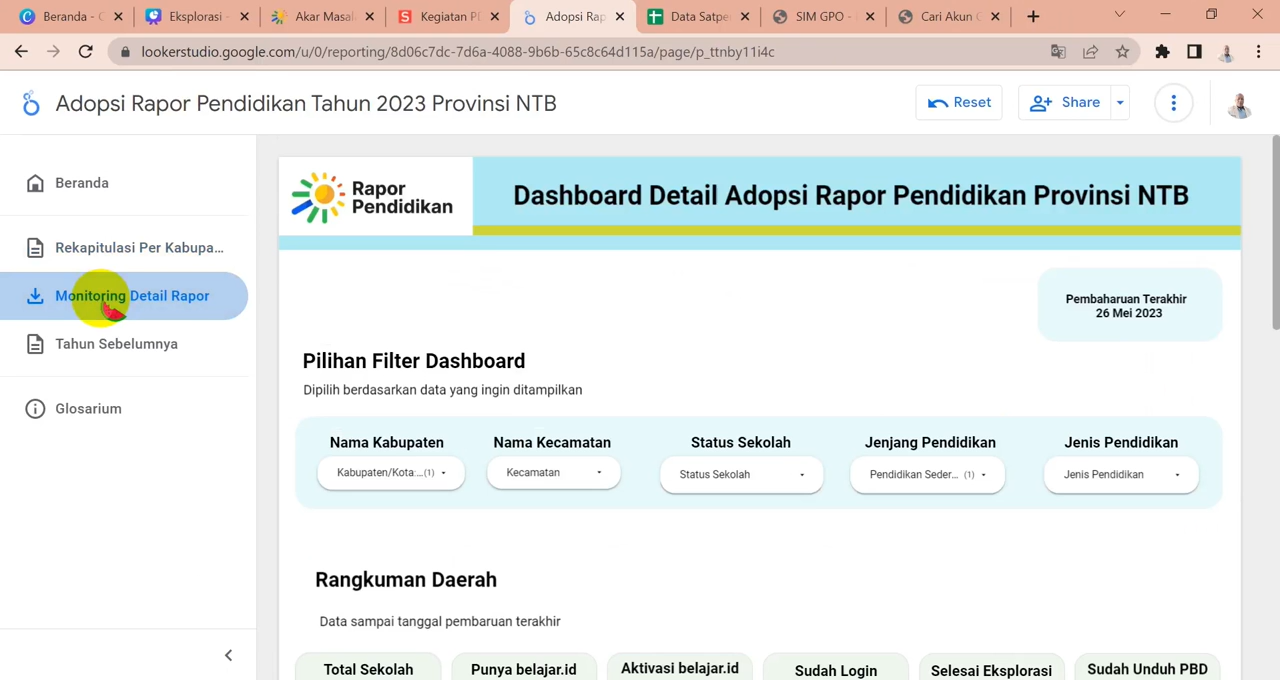 Beranda - C
Eksplorasi -
Akar Masal
Kegiatan PD
Adopsi Rap
Data Satpe
SIM GPO -
Cari Akun G
lookerstudio.google.com/u/0/reporting/8d06c7dc-7d6a-4088-9b6b-65c8c64d115a/page/p_ttnby11i4c
Adopsi Rapor Pendidikan Tahun 2023 Provinsi NTB
Reset
Share
Beranda
Rekapitulasi Per Kabupa...
Monitoring Detail Rapor
Tahun Sebelumnya
Glosarium
Rapor
Pendidikan
Dashboard Detail Adopsi Rapor Pendidikan Provinsi NTB
Pembaharuan Terakhir
26 Mei 2023
Pilihan Filter Dashboard
Dipilih berdasarkan data yang ingin ditampilkan
Nama Kabupaten
Nama Kecamatan
Status Sekolah
Jenjang Pendidikan
Jenis Pendidikan
Kabupaten/Kota:...(1)
Kecamatan
Status Sekolah
Pendidikan Seder... (1)
Jenis Pendidikan
Rangkuman Daerah
Data sampai tanggal pembaruan terakhir
Total Sekolah
Punya belajar.id
Aktivasi belajar.id
Sudah Login
Selesai Eksplorasi
Sudah Unduh PBD